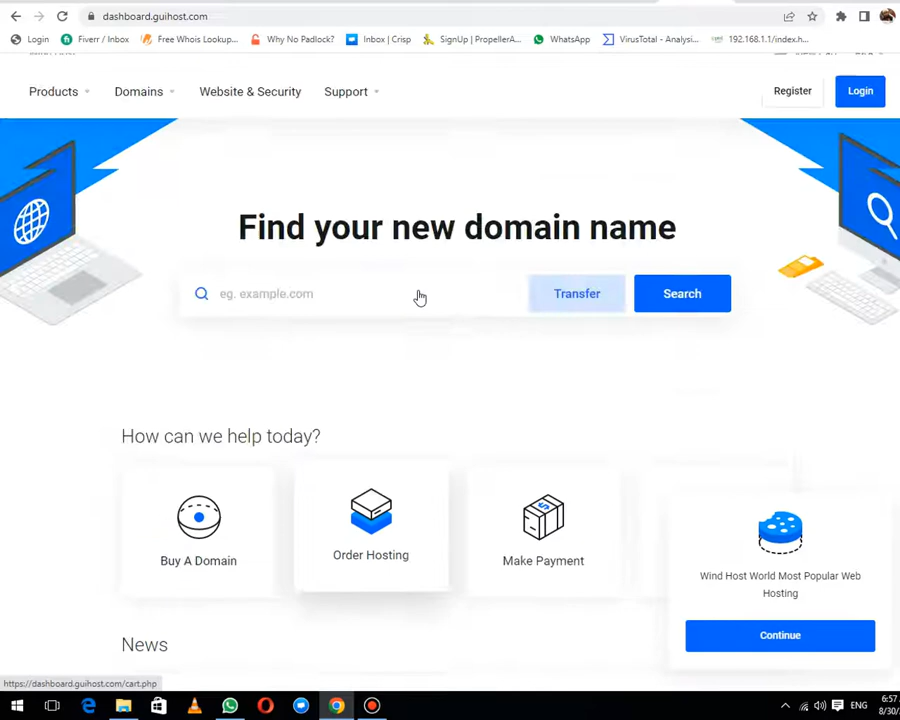 dashboard.guihost.com
Login
Fiverr / Inbox
Free Whois Lookup...
Why No Padlock?
Inbox | Crisp
SignUp | PropellerA...
WhatsApp
VirusTotal - Analysi...
192.168.1.1/index.h...
Products
Domains
Website & Security
Support
Register
Login
Find your new domain name
eg. example.com
Transfer
Search
How can we help today?
Buy A Domain
Order Hosting
Make Payment
Wind Host World Most Popular Web
Hosting
Continue
News
https://dashboard.guihost.com/cart.php
ENG
6:57
8/30/